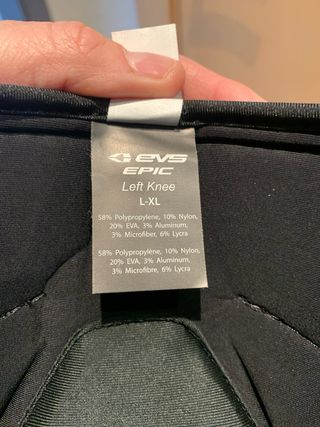 EVS
EPIC
Left Knee
L-XL
58% Polypropylene, 10% Nylon,
20% EVA, 3% Aluminum,
3% Microfiber, 6% Lycra
58% Polypropylène, 10% Nylon,
20% EVA, 3% Aluminum,
3% Microfibre, 6% Lycra